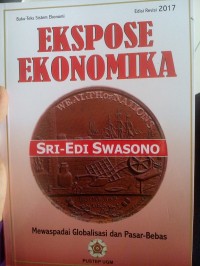 Buku Teks Sistem Ekonomi
Edisi Revisi 2017
EKSPOSE
EKONOMIKA
WEALTH OF NATIONS
SRI-EDI SWASONO
Mewaspadai Globalisasi dan Pasar-Bebas
PUSTEP UGM